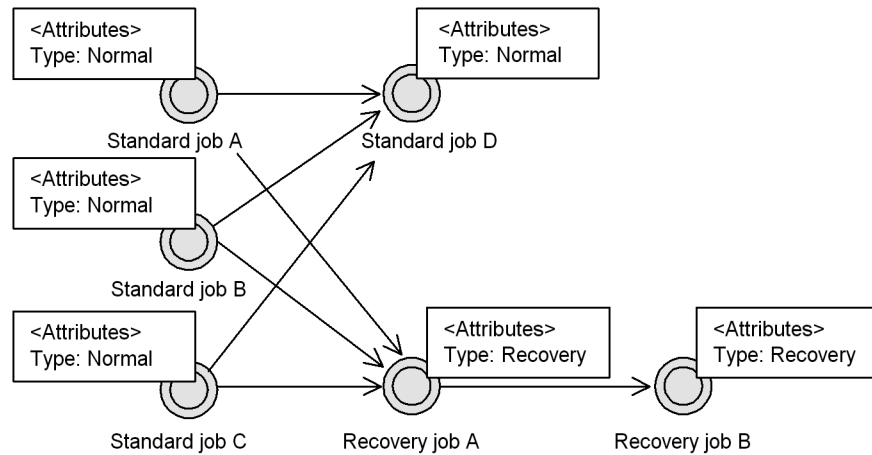 <Attributes>
Type: Normal
<Attributes>
Type: Normal
Standard job A
Standard job D
<Attributes>
Type: Normal
Standard job B
<Attributes>
Type: Normal
<Attributes>
Type: Recovery
<Attributes>
Type: Recovery
Standard job C
Recovery job A
Recovery job B